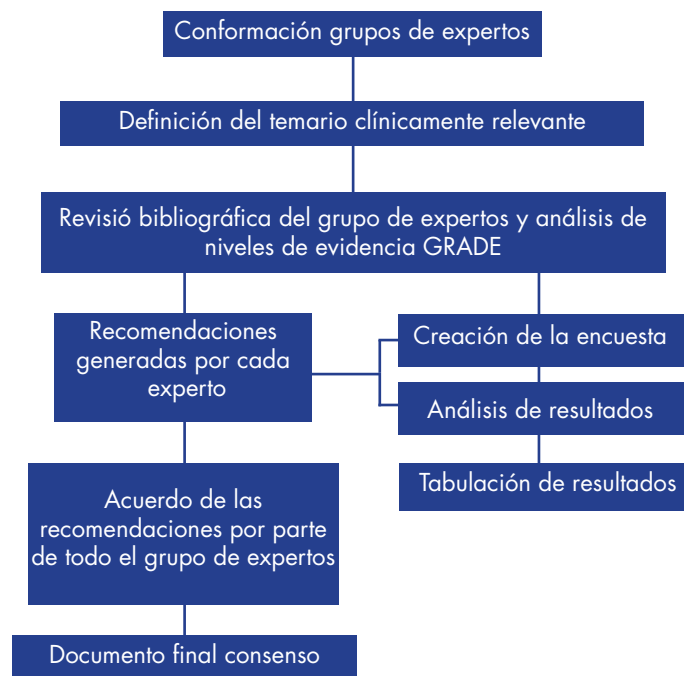 Conformación grupos de expertos
Definición del temario clínicamente relevante
Revisió bibliográfica del grupo de expertos y análisis de
niveles de evidencia GRADE
Recomendaciones
generadas por cada
experto
Creación de la encuesta
Análisis de resultados
Tabulación de resultados
Acuerdo de las
recomendaciones por parte
de todo el grupo de expertos
Documento final consenso